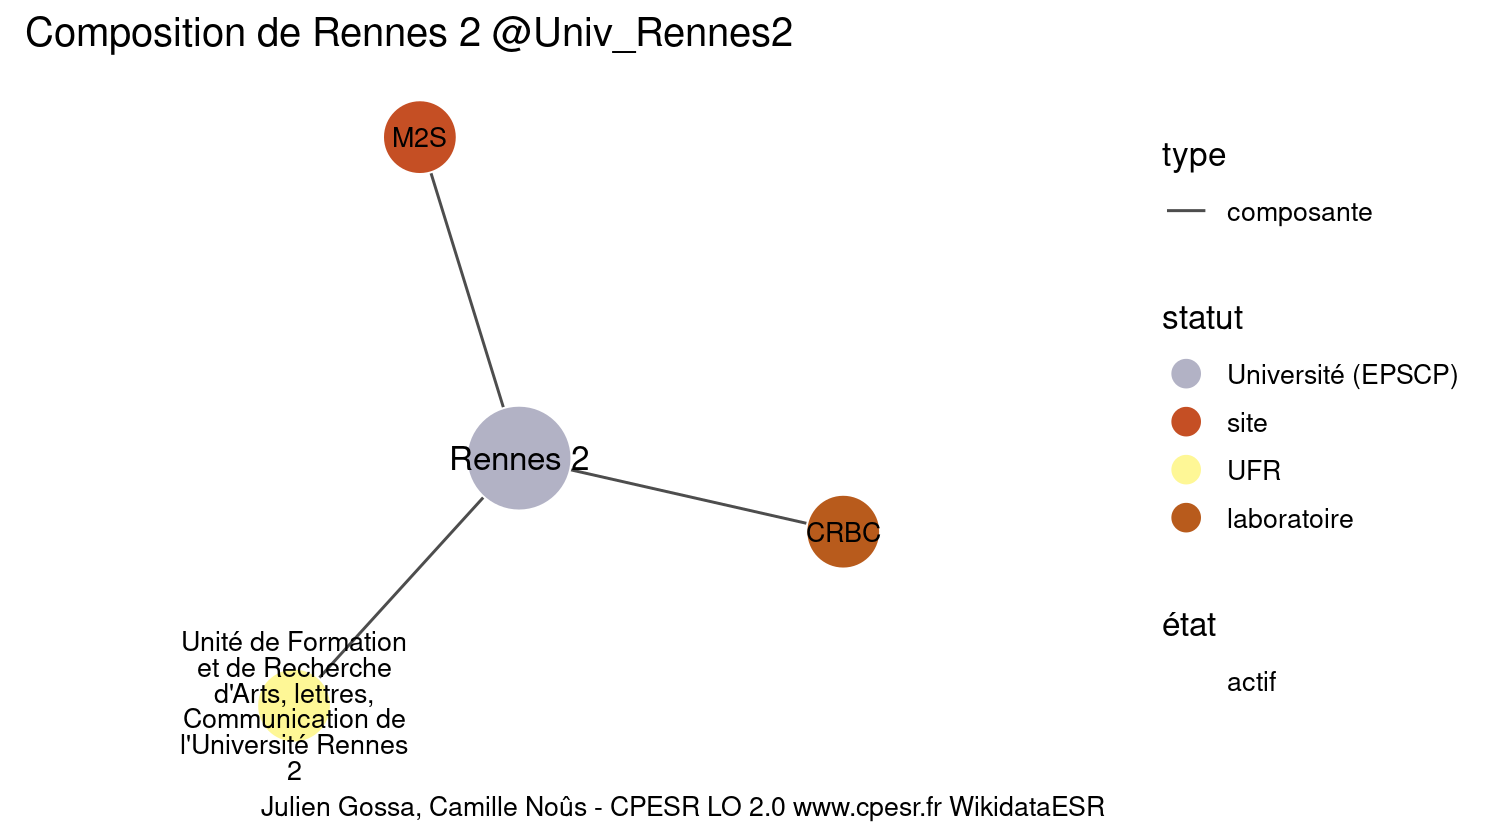 Composition de Rennes 2 @Univ_Rennes2
M2S
Rennes 2
CRBC
Unité de Formation
et de Recherche
d'Arts, lettres,
Communication de
l'Université Rennes
2
type
composante
statut
Université (EPSCP)
site
UFR
laboratoire
état
actif
Julien Gossa, Camille Noûs - CPESR LO 2.0 www.cpesr.fr WikidataESR